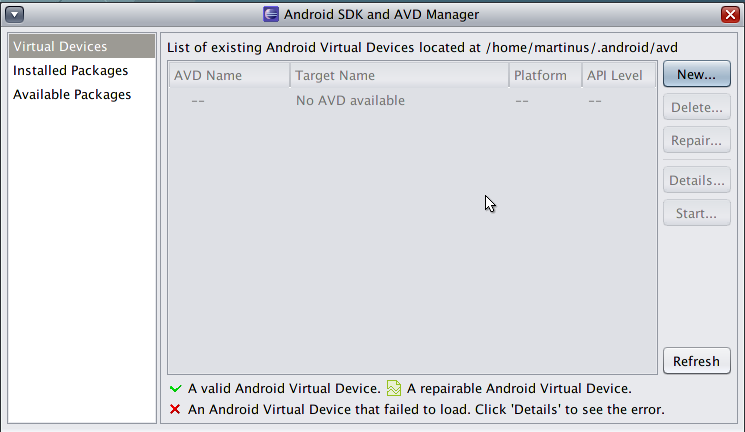 Android SDK and AVD Manager
Virtual Devices
Installed Packages
Available Packages
List of existing Android Virtual Devices located at /home/martinus/.android/avd
AVD Name Target Name Platform API Level
-- No AVD available -- --
New...
Delete...
Repair...
Details...
Start...
Refresh
A valid Android Virtual Device. A repairable Android Virtual Device.
An Android Virtual Device that failed to load. Click 'Details' to see the error.